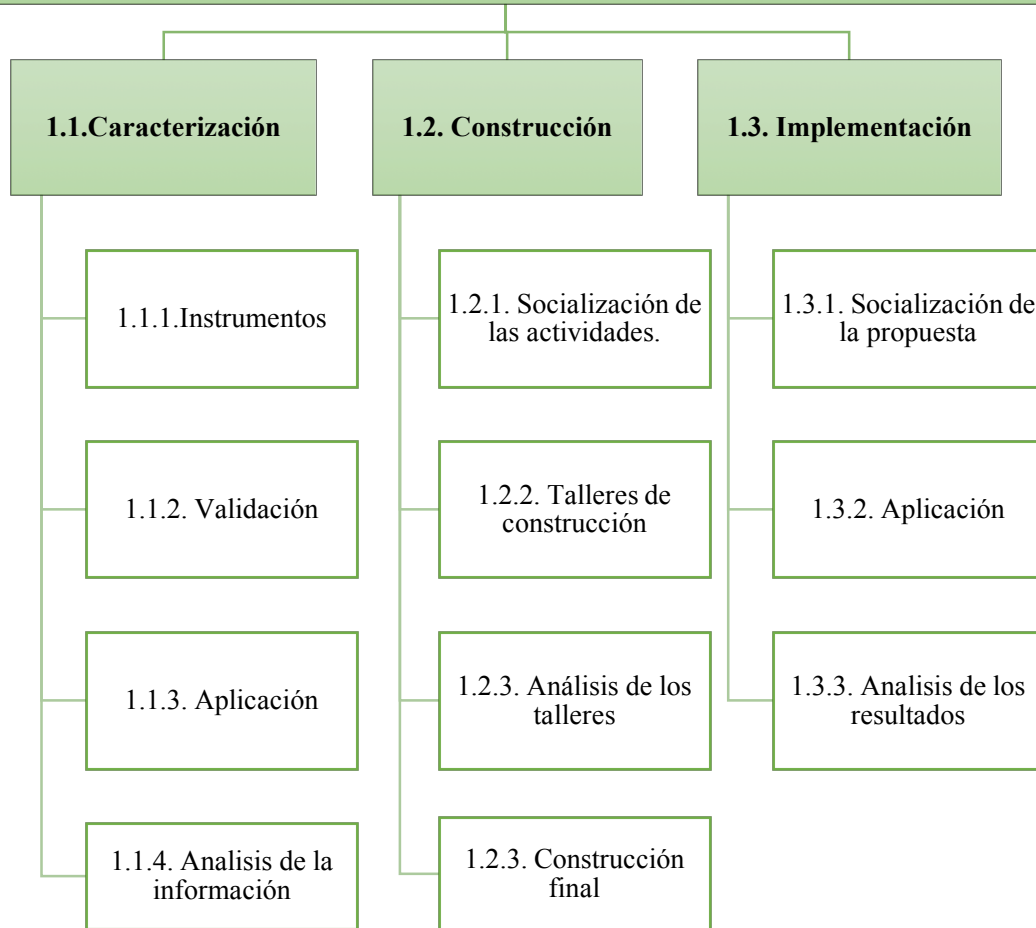 1.1.Caracterización
1.1.1.Instrumentos
1.1.2. Validación
1.1.3. Aplicación
1.1.4. Analisis de la
información
1.2. Construcción
1.2.1. Socialización de
las actividades.
1.2.2. Talleres de
construcción
1.2.3. Análisis de los
talleres
1.2.3. Construcción
final
1.3. Implementación
1.3.1. Socialización de
la propuesta
1.3.2. Aplicación
1.3.3. Analisis de los
resultados